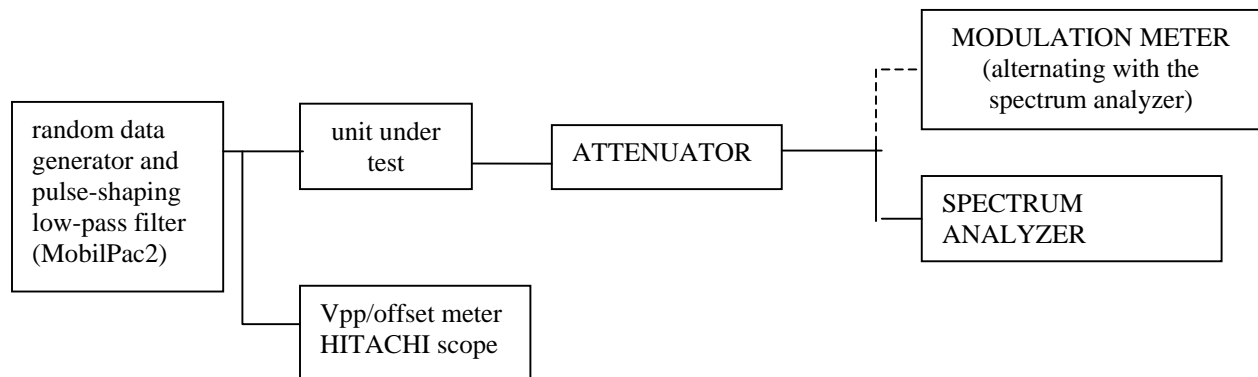 random data
generator and
pulse-shaping
low-pass filter
(MobilPac2)
unit under
test
Vpp/offset meter
HITACHI scope
ATTENUATOR
MODULATION METER
(alternating with the
spectrum analyzer)
SPECTRUM
ANALYZER